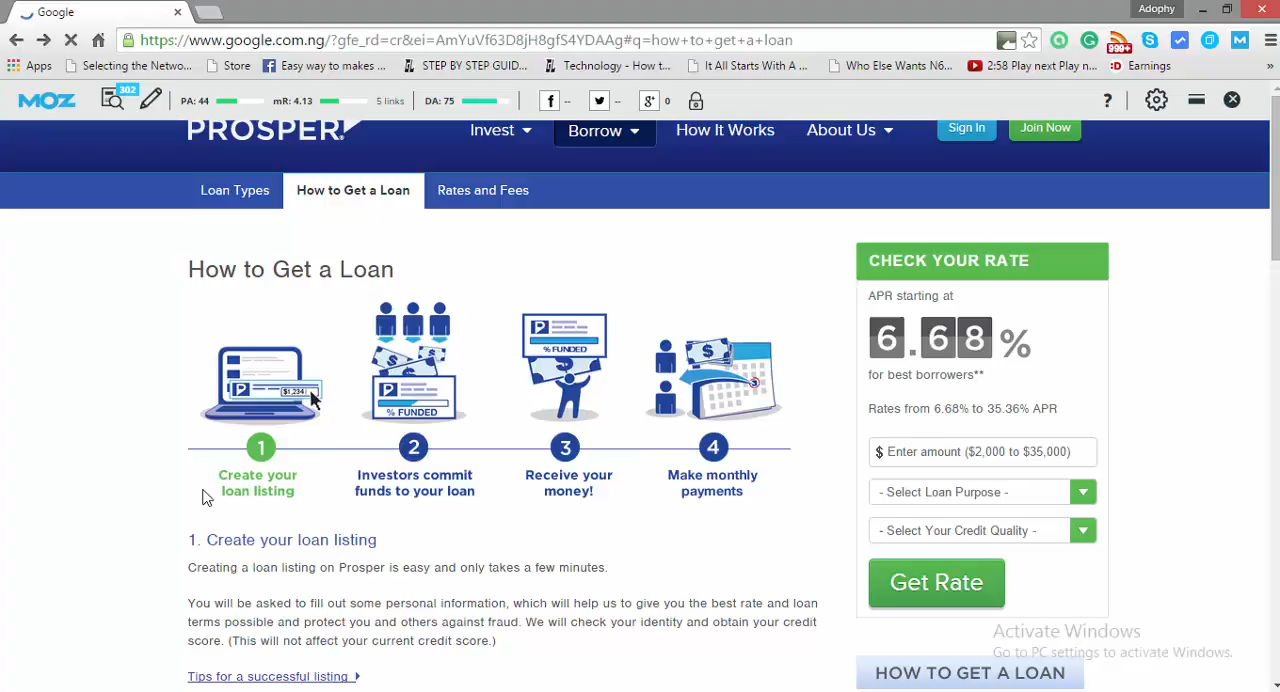 Google
Adophy
https://www.google.com.ng/?gfe_rd=cr&ei=AmYuVf63D8jH8gfS4YDAAg#q=how+to+get+a+loan
999+
Apps
Selecting the Netwo...
Store
Easy way to makes ...
STEP BY STEP GUID...
Technology - How t...
It All Starts With A ...
Who Else Wants N6...
2:58 Play next Play n...
Earnings
»
MOZ
302
PA: 44
mR: 4.13
5 links
DA: 75
f --
--
g+ 0
?
PROSPER!
Invest
Borrow
How It Works
About Us
Sign In
Join Now
Loan Types
How to Get a Loan
Rates and Fees
How to Get a Loan
P
$1,234
P
% FUNDED
P
% FUNDED
$
3
1
2
3
4
Create your
loan listing
Investors commit
funds to your loan
Receive your
money!
Make monthly
payments
1. Create your loan listing
Creating a loan listing on Prosper is easy and only takes a few minutes.
You will be asked to fill out some personal information, which will help us to give you the best rate and loan
terms possible and protect you and others against fraud. We will check your identity and obtain your credit
score. (This will not affect your current credit score.)
Tips for a successful listing
CHECK YOUR RATE
APR starting at
6.68%
for best borrowers**
Rates from 6.68% to 35.36% APR
$ Enter amount ($2,000 to $35,000)
- Select Loan Purpose -
- Select Your Credit Quality -
Get Rate
Activate Windows
Go to PC settings to activate Windows.
HOW TO GET A LOAN